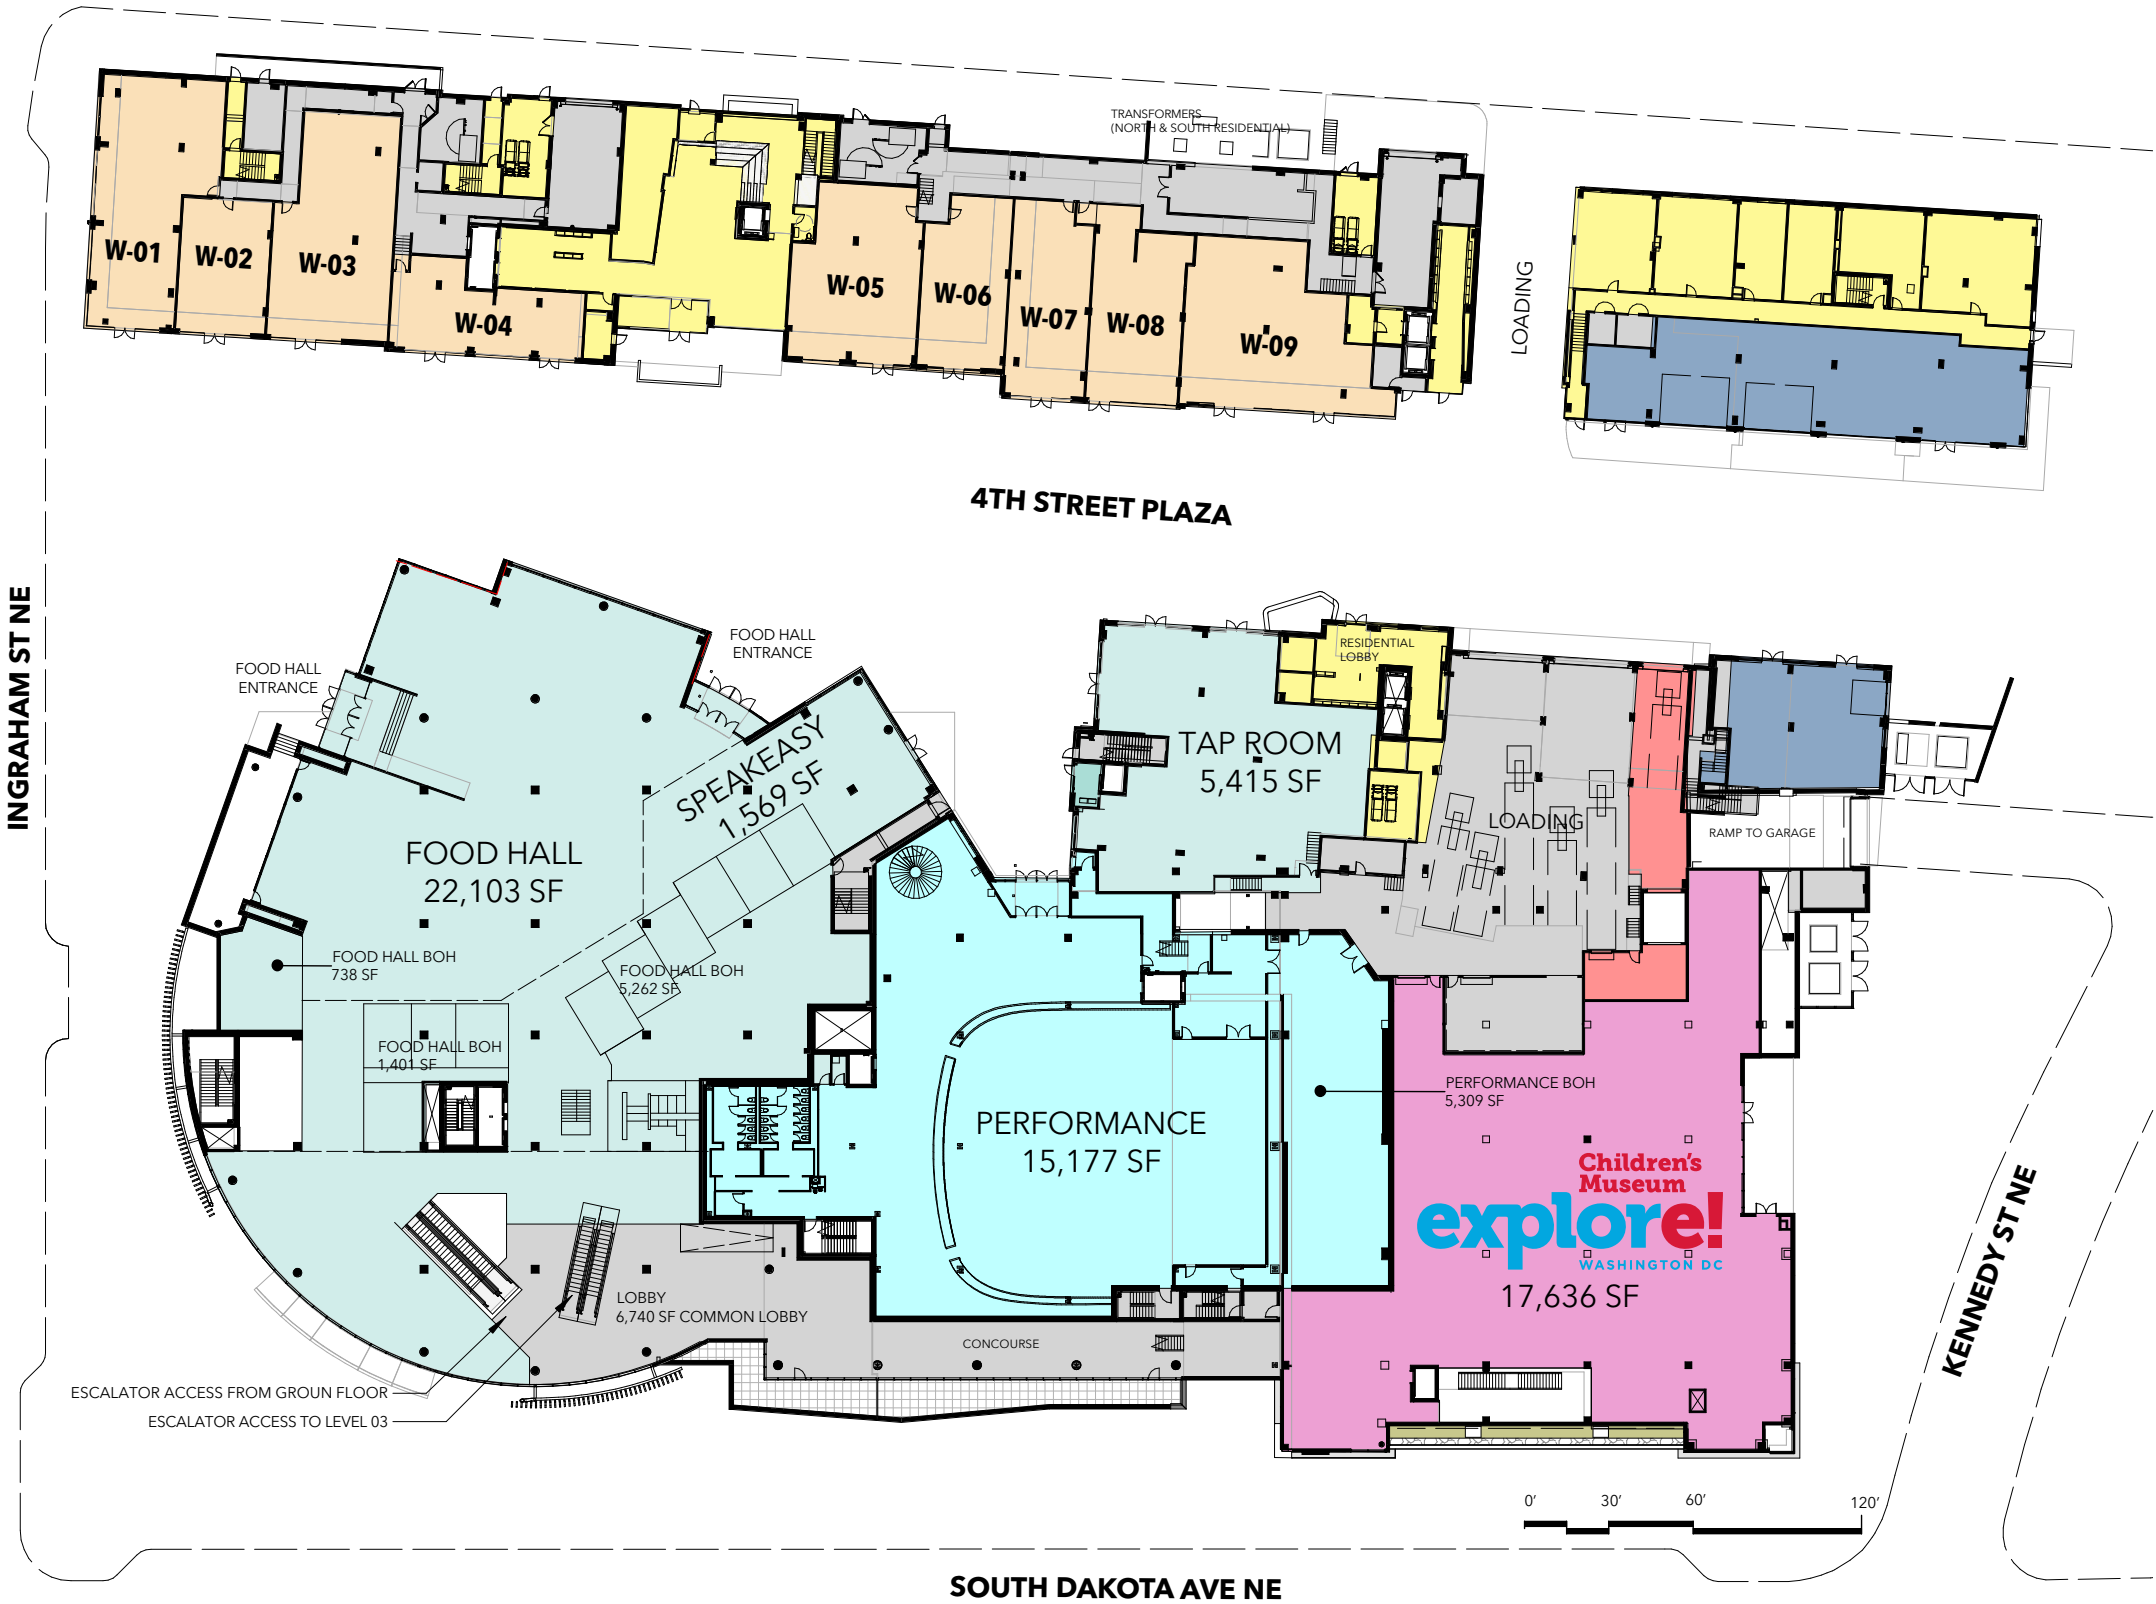 TRANSFORMERS
(NORTH & SOUTH RESIDENTIAL)
W-01
W-02
W-03
W-04
W-05
W-06
W-07
W-08
W-09
LOADING
4TH STREET PLAZA
INGRAHAM ST NE
FOOD HALL
ENTRANCE
FOOD HALL
ENTRANCE
SPEAKEASY
1,569 SF
FOOD HALL
22,103 SF
FOOD HALL BOH
738 SF
FOOD HALL BOH
5,262 SF
FOOD HALL BOH
1,401 SF
RESIDENTIAL
LOBBY
TAP ROOM
5,415 SF
LOADING
RAMP TO GARAGE
PERFORMANCE
15,177 SF
PERFORMANCE BOH
5,309 SF
Children's
Museum
explore!
WASHINGTON DC
17,636 SF
KENNEDY ST NE
LOBBY
6,740 SF COMMON LOBBY
CONCOURSE
ESCALATOR ACCESS FROM GROUN FLOOR
ESCALATOR ACCESS TO LEVEL 03
0' 30' 60' 120'
SOUTH DAKOTA AVE NE